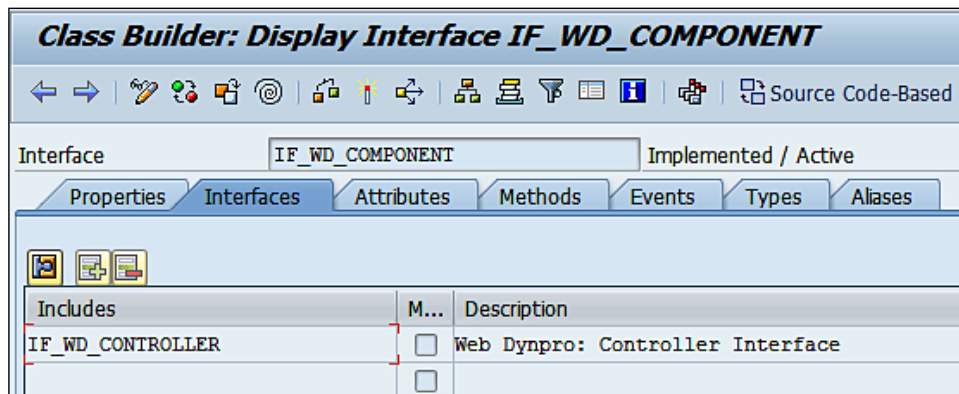 Class Builder: Display Interface IF_WD_COMPONENT
Source Code-Based
Interface IF_WD_COMPONENT Implemented / Active
Properties Interfaces Attributes Methods Events Types Aliases
Includes M... Description
IF_WD_CONTROLLER Web Dynpro: Controller Interface